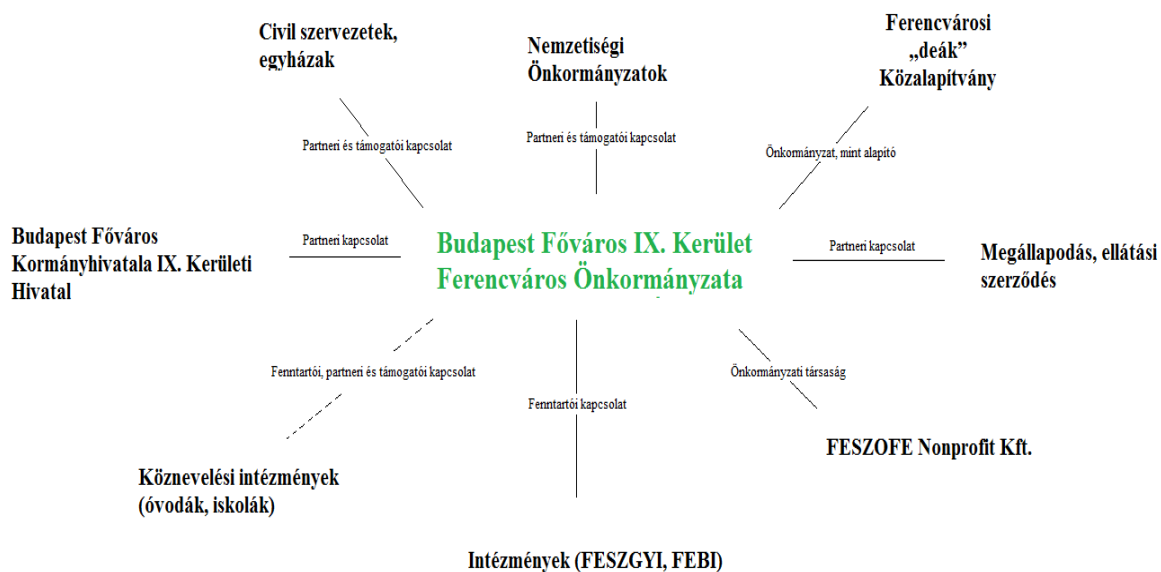 Civil szervezetek,
egyházak
Nemzetiségi
Önkormányzatok
Ferencvárosi
„deák”
Közalapítvány
Partneri és támogatói kapcsolat
Partneri és támogatói kapcsolat
Önkormányzat, mint alapító
Budapest Főváros
Kormányhivatala IX. Kerületi
Hivatal
Partneri kapcsolat
Budapest Főváros IX. Kerület
Ferencváros Önkormányzata
Partneri kapcsolat
Megállapodás, ellátási
szerződés
Fenntartói, partneri és támogatói kapcsolat
Fenntartói kapcsolat
Önkormányzati társaság
Köznevelési intézmények
(óvodák, iskolák)
FESZOFE Nonprofit Kft.
Intézmények (FESZGYI, FEBI)